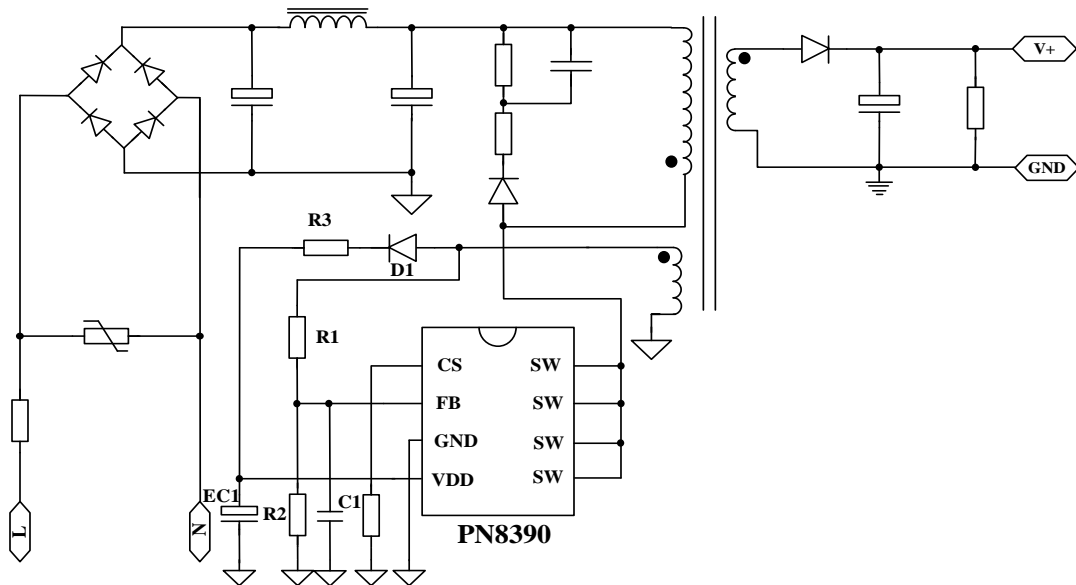 V+
GND
R3
D1
R1
CS
SW
FB
SW
GND
SW
VDD
SW
EC1
R2
C1
L
N
PN8390